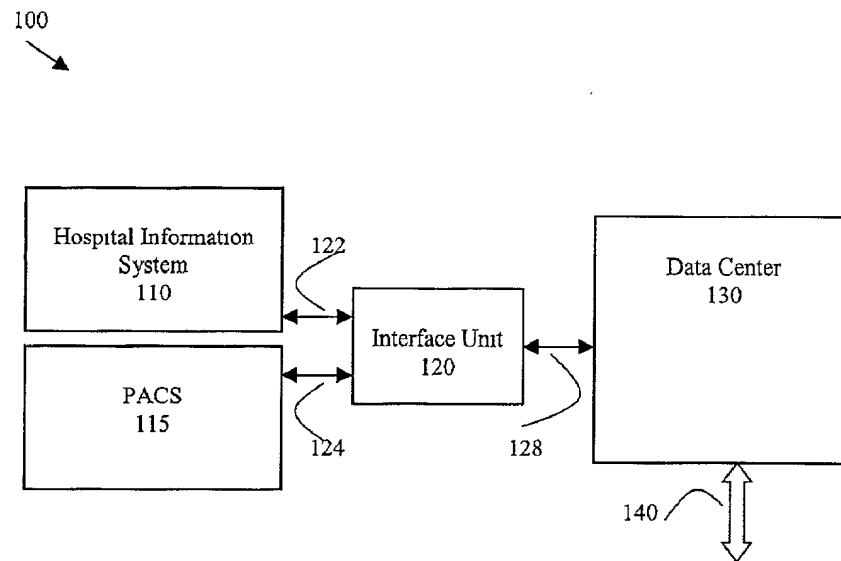 100
Hospital Information
System
110
122
Interface Unit
120
Data Center
130
PACS
115
124
128
140